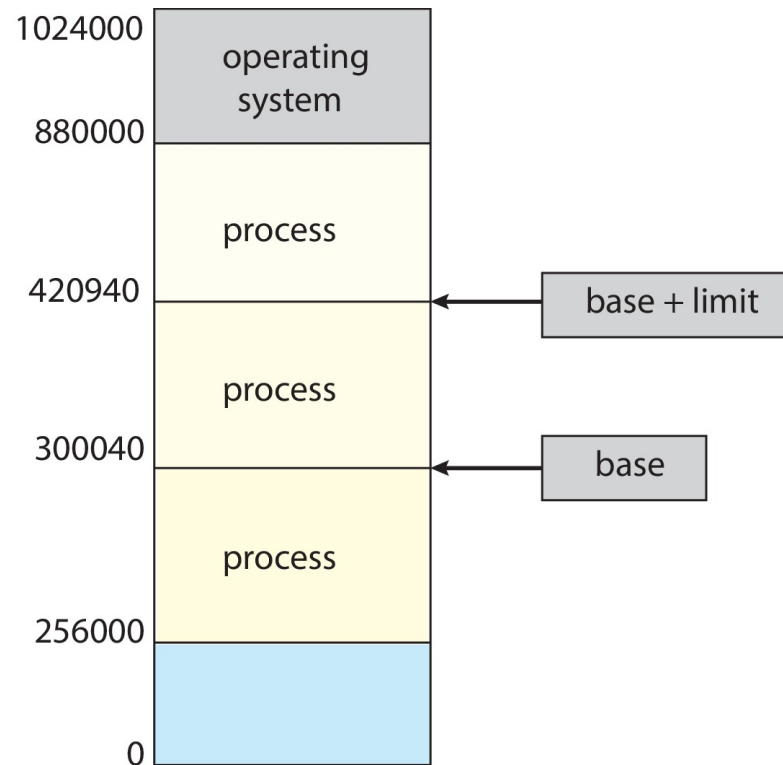 1024000
operating
system
880000
process
420940
base + limit
process
300040
base
process
256000
0